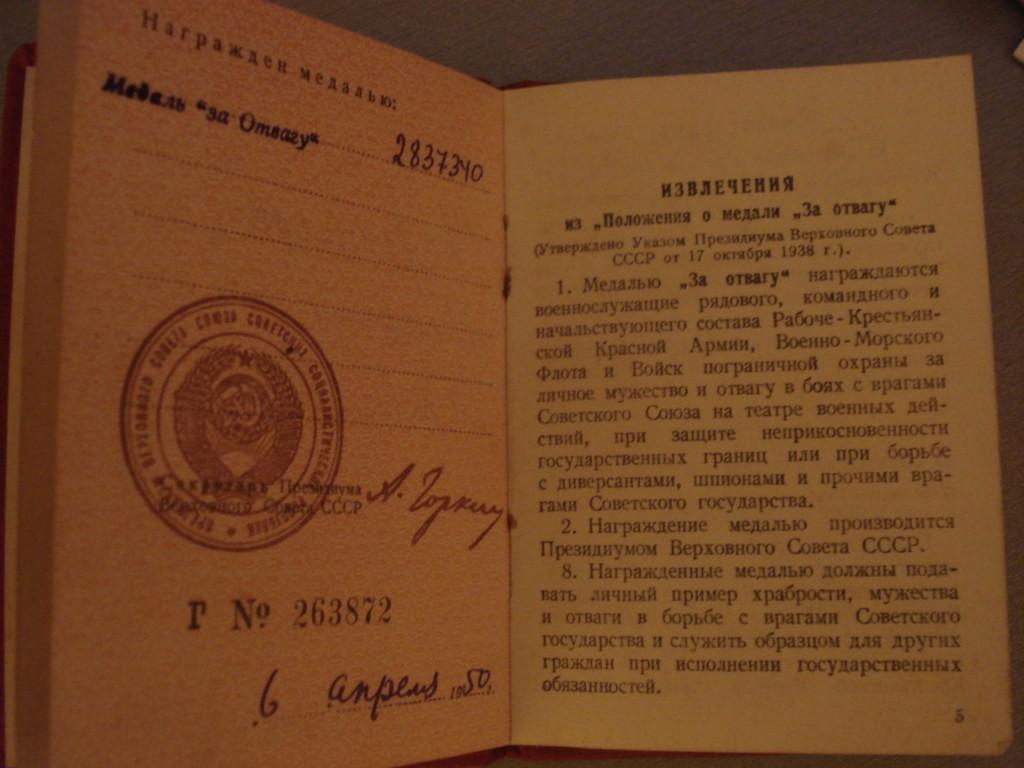 Награжден медалью:
Медаль "за Отвагу" 2837340
Секретарь Президиума
Верховного Совета СССР А. Горкин
Г № 263872
6 апреля 1950г.
ИЗВЛЕЧЕНИЯ
из „Положения о медали „За отвагу“
(Утверждено Указом Президиума Верховного Совета
СССР от 17 октября 1938 г.).
1. Медалью „За отвагу“ награждаются
военнослужащие рядового, командного и
начальствующего состава Рабоче-Крестьян-
ской Красной Армии, Военно-Морского
Флота и Войск пограничной охраны за
личное мужество и отвагу в боях с врагами
Советского Союза на театре военных дей-
ствий, при защите неприкосновенности
государственных границ или при борьбе
с диверсантами, шпионами и прочими вра-
гами Советского государства.
2. Награждение медалью производится
Президиумом Верховного Совета СССР.
8. Награжденные медалью должны пода-
вать личный пример храбрости, мужества
и отваги в борьбе с врагами Советского
государства и служить образцом для других
граждан при исполнении государственных
обязанностей.
5